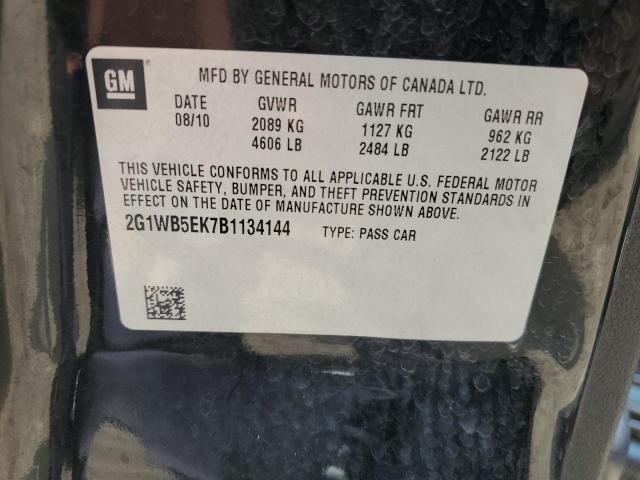 GM
MFD BY GENERAL MOTORS OF CANADA LTD.
DATE GVWR GAWR FRT GAWR RR
08/10 2089 KG 1127 KG 962 KG
4606 LB 2484 LB 2122 LB
THIS VEHICLE CONFORMS TO ALL APPLICABLE U.S. FEDERAL MOTOR
VEHICLE SAFETY, BUMPER, AND THEFT PREVENTION STANDARDS IN
EFFECT ON THE DATE OF MANUFACTURE SHOWN ABOVE.
2G1WB5EK7B1134144 TYPE: PASS CAR